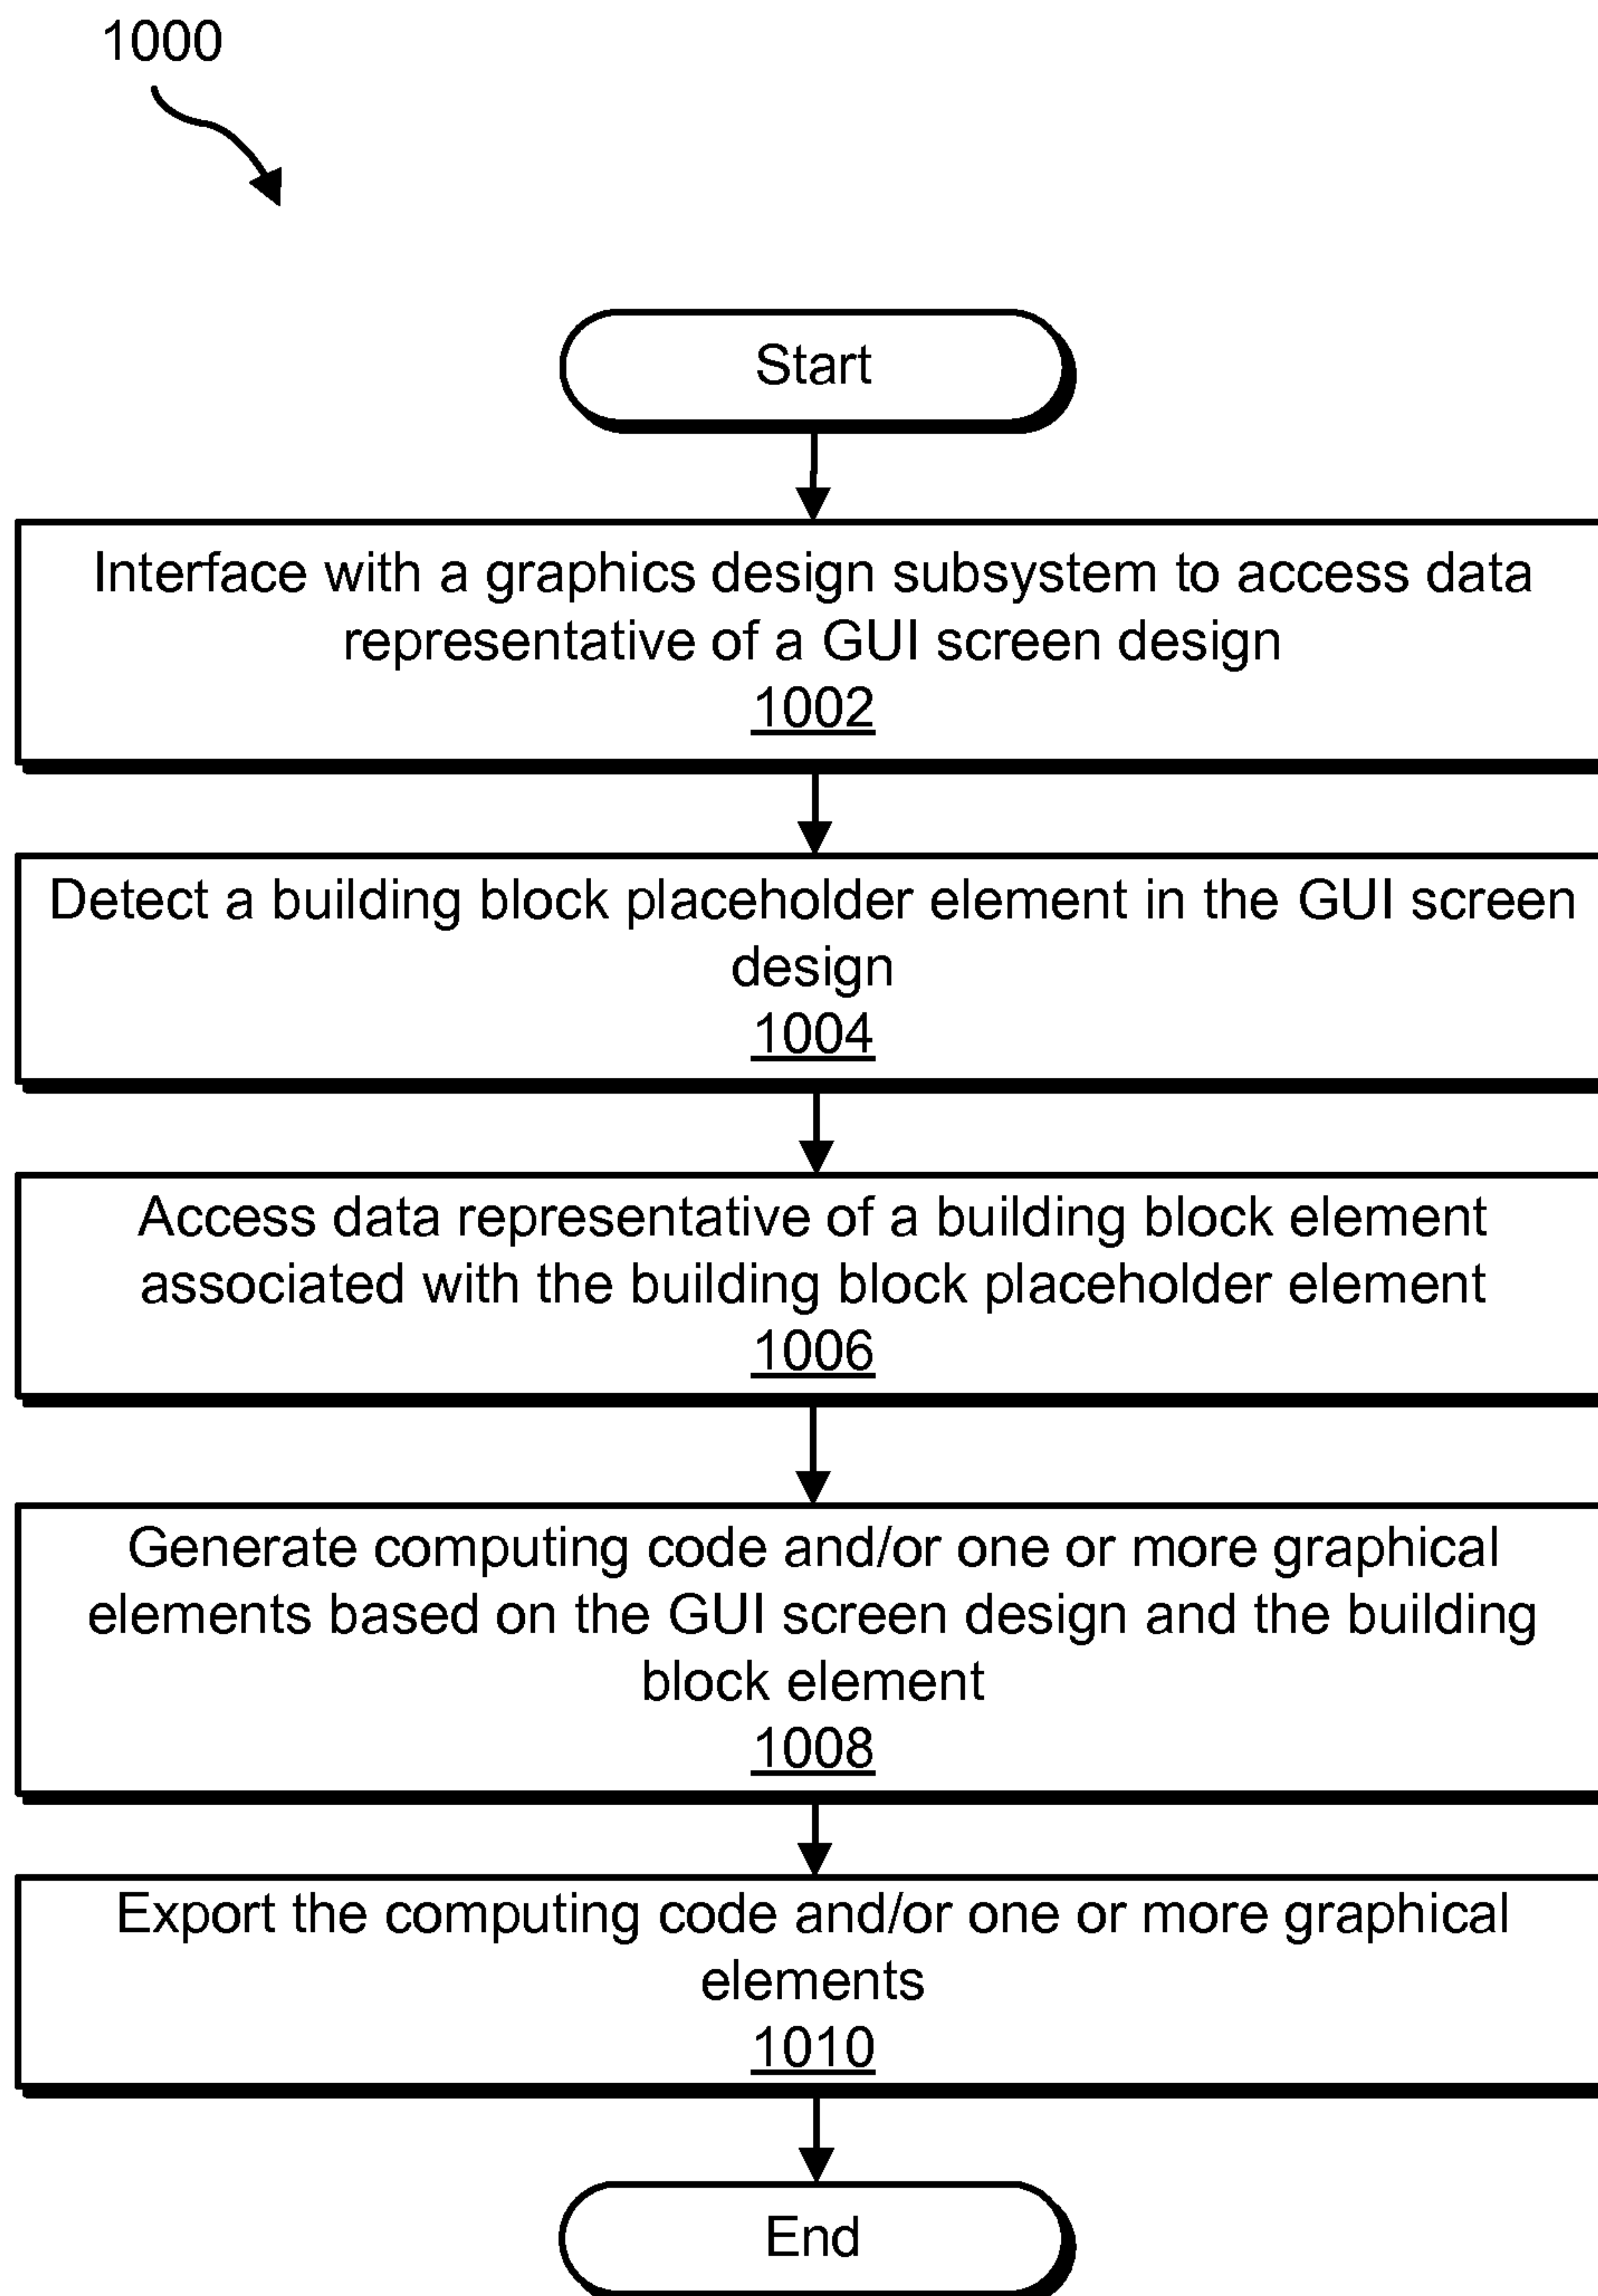 1000
Start
Interface with a graphics design subsystem to access data
representative of a GUI screen design
1002
Detect a building block placeholder element in the GUI screen
design
1004
Access data representative of a building block element
associated with the building block placeholder element
1006
Generate computing code and/or one or more graphical
elements based on the GUI screen design and the building
block element
1008
Export the computing code and/or one or more graphical
elements
1010
End